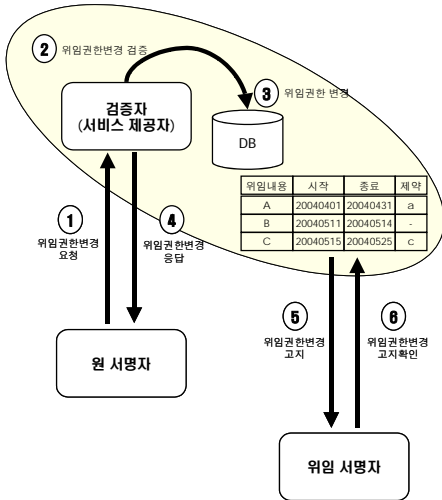 2 위임권한변경 검증
검증자
(서비스 제공자)
3 위임권한 변경
DB
위임내용 시작 종료 제약
A 20040401 20040431 a
B 20040511 20040514 -
C 20040515 20040525 c
1
위임권한변경
요청
4
위임권한변경
응답
5
위임권한변경
고지
6
위임권한변경
고지확인
원 서명자
위임 서명자